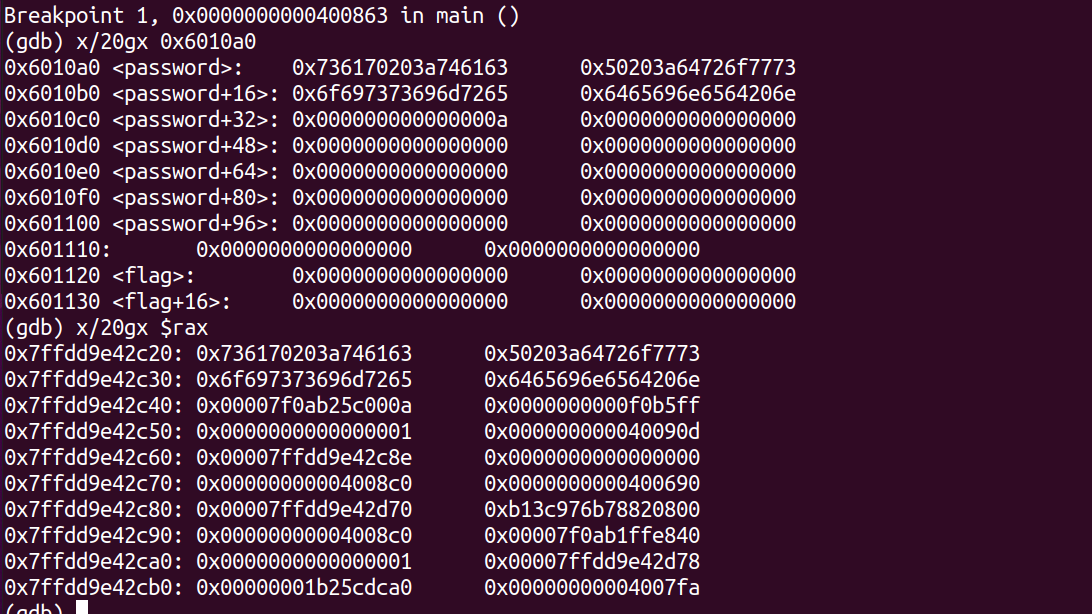 Breakpoint 1, 0x0000000000400863 in main ()
(gdb) x/20gx 0x6010a0
0x6010a0 <password>: 0x736170203a746163 0x50203a64726f7773
0x6010b0 <password+16>: 0x6f697373696d7265 0x6465696e6564206e
0x6010c0 <password+32>: 0x000000000000000a 0x0000000000000000
0x6010d0 <password+48>: 0x0000000000000000 0x0000000000000000
0x6010e0 <password+64>: 0x0000000000000000 0x0000000000000000
0x6010f0 <password+80>: 0x0000000000000000 0x0000000000000000
0x601100 <password+96>: 0x0000000000000000 0x0000000000000000
0x601110: 0x0000000000000000 0x0000000000000000
0x601120 <flag>: 0x0000000000000000 0x0000000000000000
0x601130 <flag+16>: 0x0000000000000000 0x0000000000000000
(gdb) x/20gx $rax
0x7ffdd9e42c20: 0x736170203a746163 0x50203a64726f7773
0x7ffdd9e42c30: 0x6f697373696d7265 0x6465696e6564206e
0x7ffdd9e42c40: 0x00007f0ab25c000a 0x0000000000f0b5ff
0x7ffdd9e42c50: 0x0000000000000001 0x000000000040090d
0x7ffdd9e42c60: 0x00007ffdd9e42c8e 0x0000000000000000
0x7ffdd9e42c70: 0x00000000004008c0 0x0000000000400690
0x7ffdd9e42c80: 0x00007ffdd9e42d70 0xb13c976b78820800
0x7ffdd9e42c90: 0x00000000004008c0 0x00007f0ab1ffe840
0x7ffdd9e42ca0: 0x0000000000000001 0x00007ffdd9e42d78
0x7ffdd9e42cb0: 0x00000001b25cdca0 0x00000000004007fa
(gdb)